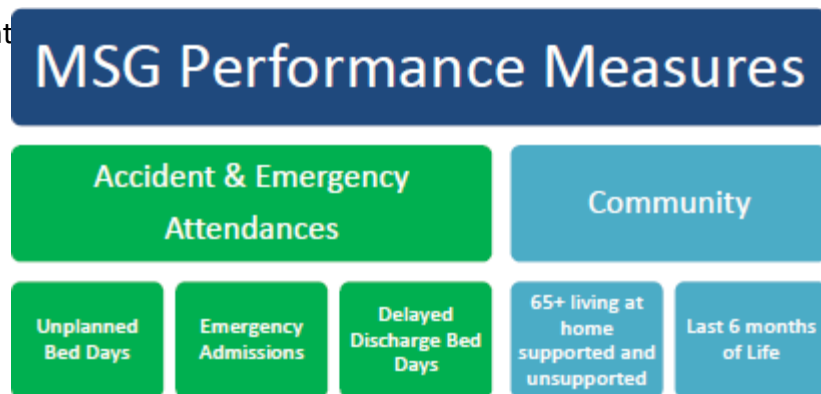 MSG Performance Measures
Accident & Emergency
Attendances
Community
Unplanned
Bed Days
Emergency
Admissions
Delayed
Discharge Bed
Days
65+ living at
home
supported and
unsupported
Last 6 months
of Life